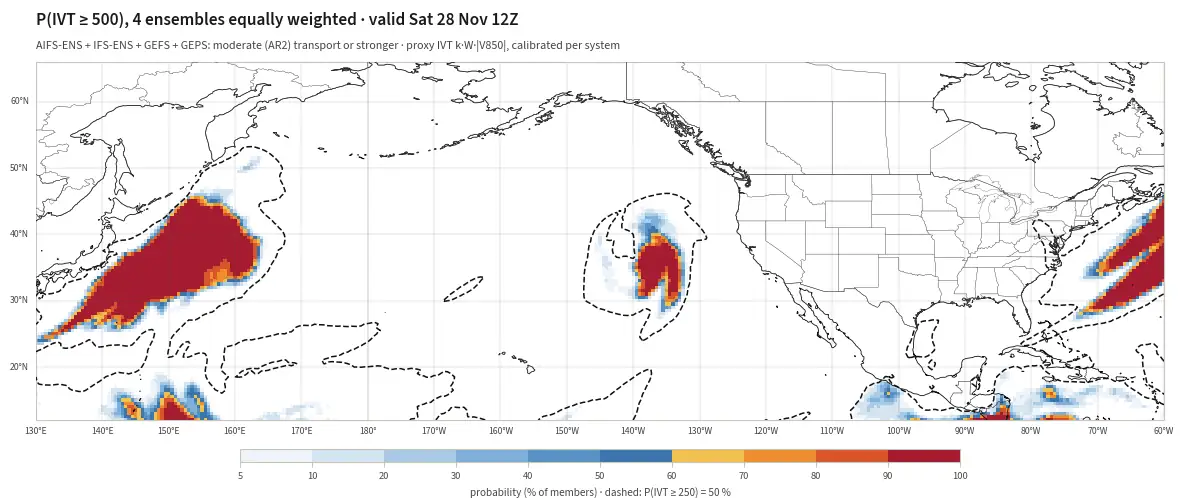 P(IVT ≥ 500), 4 ensembles equally weighted · valid Sat 28 Nov 12Z
AIFS-ENS + IFS-ENS + GEFS + GEPS: moderate (AR2) transport or stronger · proxy IVT k·W·|V850|, calibrated per system
60°N
50°N
40°N
30°N
20°N
130°E 140°E 150°E 160°E 170°E 180° 170°W 160°W 150°W 140°W 130°W 120°W 110°W 100°W 90°W 80°W 70°W 60°W
5 10 20 30 40 50 60 70 80 90 100
probability (% of members) · dashed: P(IVT ≥ 250) = 50 %